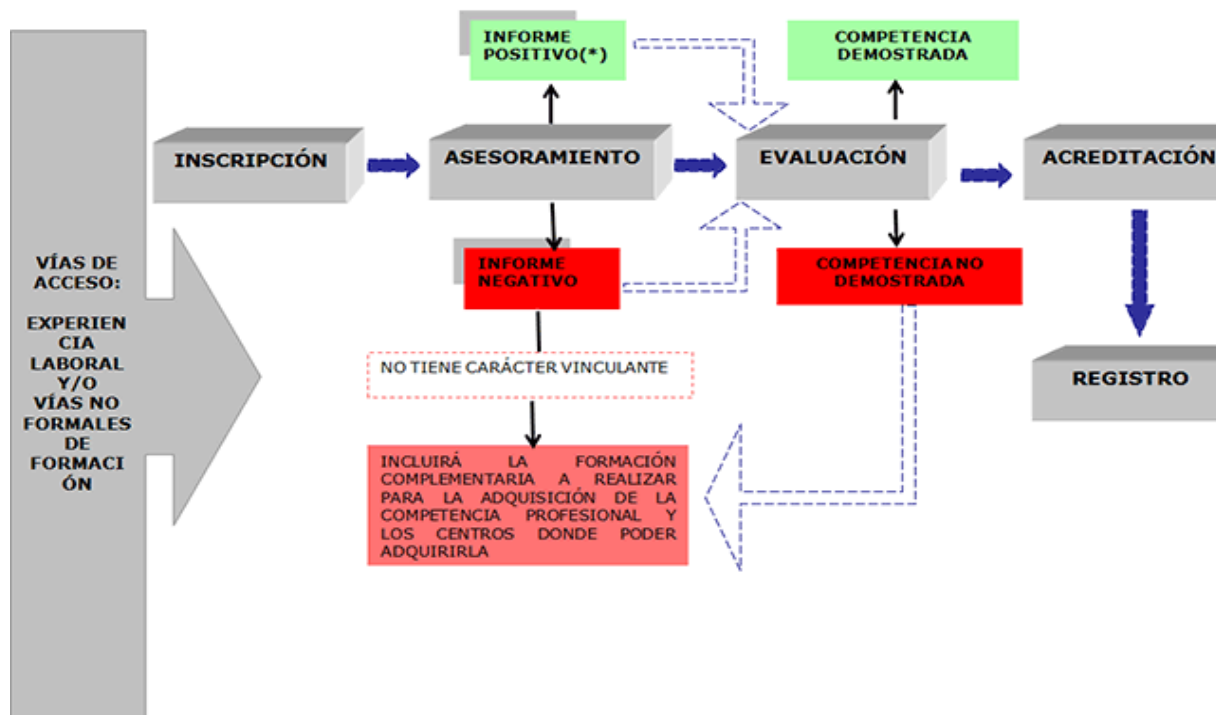 VÍAS DE
ACCESO:
EXPERIEN
CIA
LABORAL
Y/O
VÍAS NO
FORMALES
DE
FORMACI
ÓN
INSCRIPCIÓN
INFORME
POSITIVO(*)
ASESORAMIENTO
INFORME
NEGATIVO
NO TIENE CARÁCTER VINCULANTE
INCLUIRÁ LA FORMACIÓN
COMPLEMENTARIA A REALIZAR
PARA LA ADQUISICIÓN DE LA
COMPETENCIA PROFESIONAL Y
LOS CENTROS DONDE PODER
ADQUIRIRLA
COMPETENCIA
DEMOSTRADA
EVALUACIÓN
COMPETENCIA NO
DEMOSTRADA
ACREDITACIÓN
REGISTRO